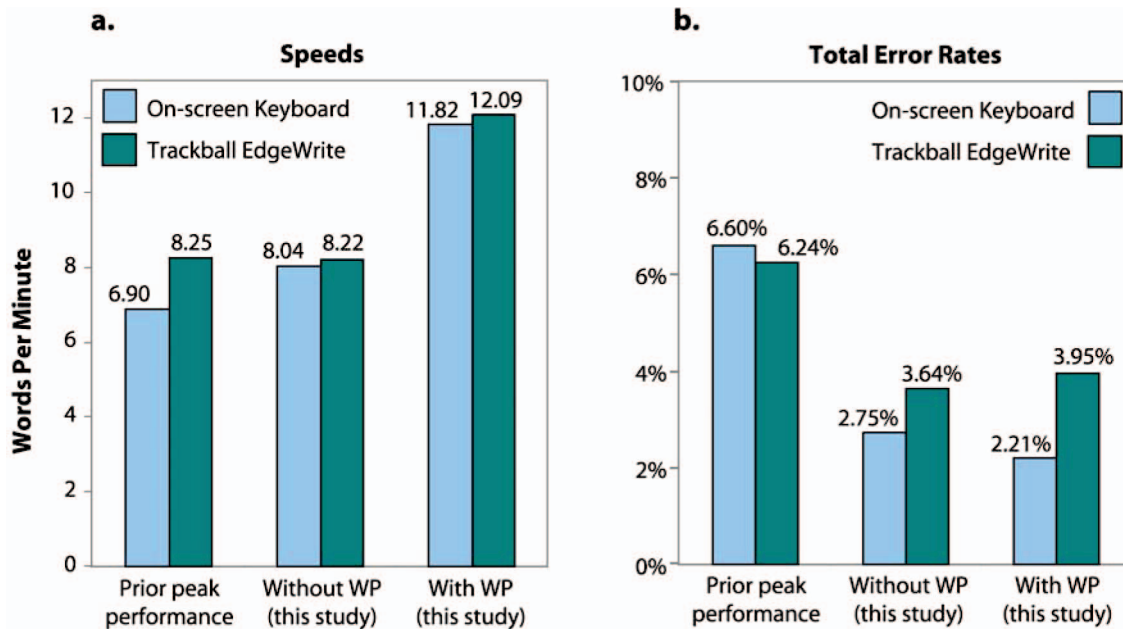 a.
Speeds
On-screen Keyboard
Trackball EdgeWrite
Words Per Minute
12
10
8
6
4
2
0
6.90
8.25
8.04
8.22
11.82
12.09
Prior peak
performance
Without WP
(this study)
With WP
(this study)
b.
Total Error Rates
On-screen Keyboard
Trackball EdgeWrite
10%
8%
6%
4%
2%
0%
6.60%
6.24%
2.75%
3.64%
2.21%
3.95%
Prior peak
performance
Without WP
(this study)
With WP
(this study)